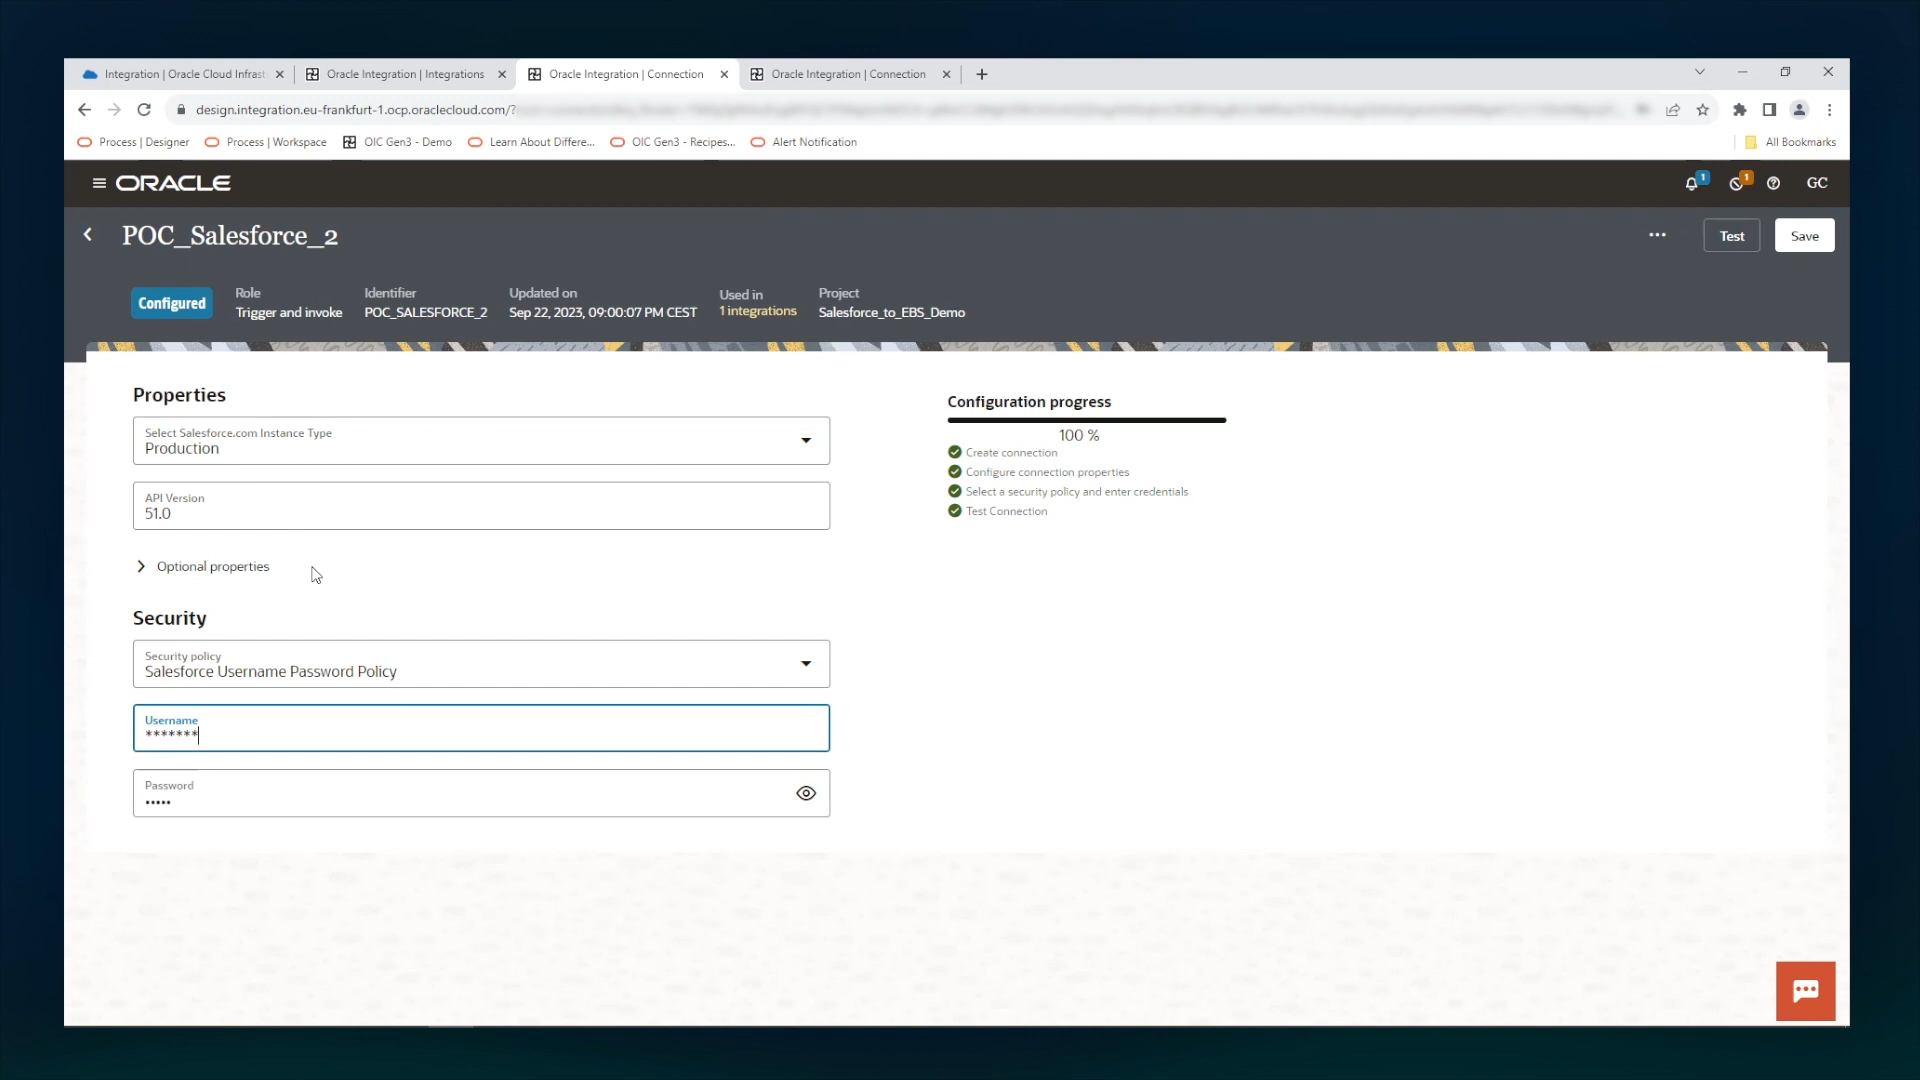 Integration | Oracle Cloud Infrast
Oracle Integration | Integrations
Oracle Integration | Connection
Oracle Integration | Connection
design.integration.eu-frankfurt-1.ocp.oraclecloud.com/?
Process | Designer
Process | Workspace
OIC Gen3 - Demo
Learn About Differe...
OIC Gen3 - Recipes...
Alert Notification
All Bookmarks
ORACLE
1
1
GC
POC_Salesforce_2
Test
Save
Configured
Role
Trigger and invoke
Identifier
POC_SALESFORCE_2
Updated on
Sep 22, 2023, 09:00:07 PM CEST
Used in
1 integrations
Project
Salesforce_to_EBS_Demo
Properties
Select Salesforce.com Instance Type
Production
API Version
51.0
Optional properties
Security
Security policy
Salesforce Username Password Policy
Username
*******
Password
•••••
Configuration progress
100 %
Create connection
Configure connection properties
Select a security policy and enter credentials
Test Connection